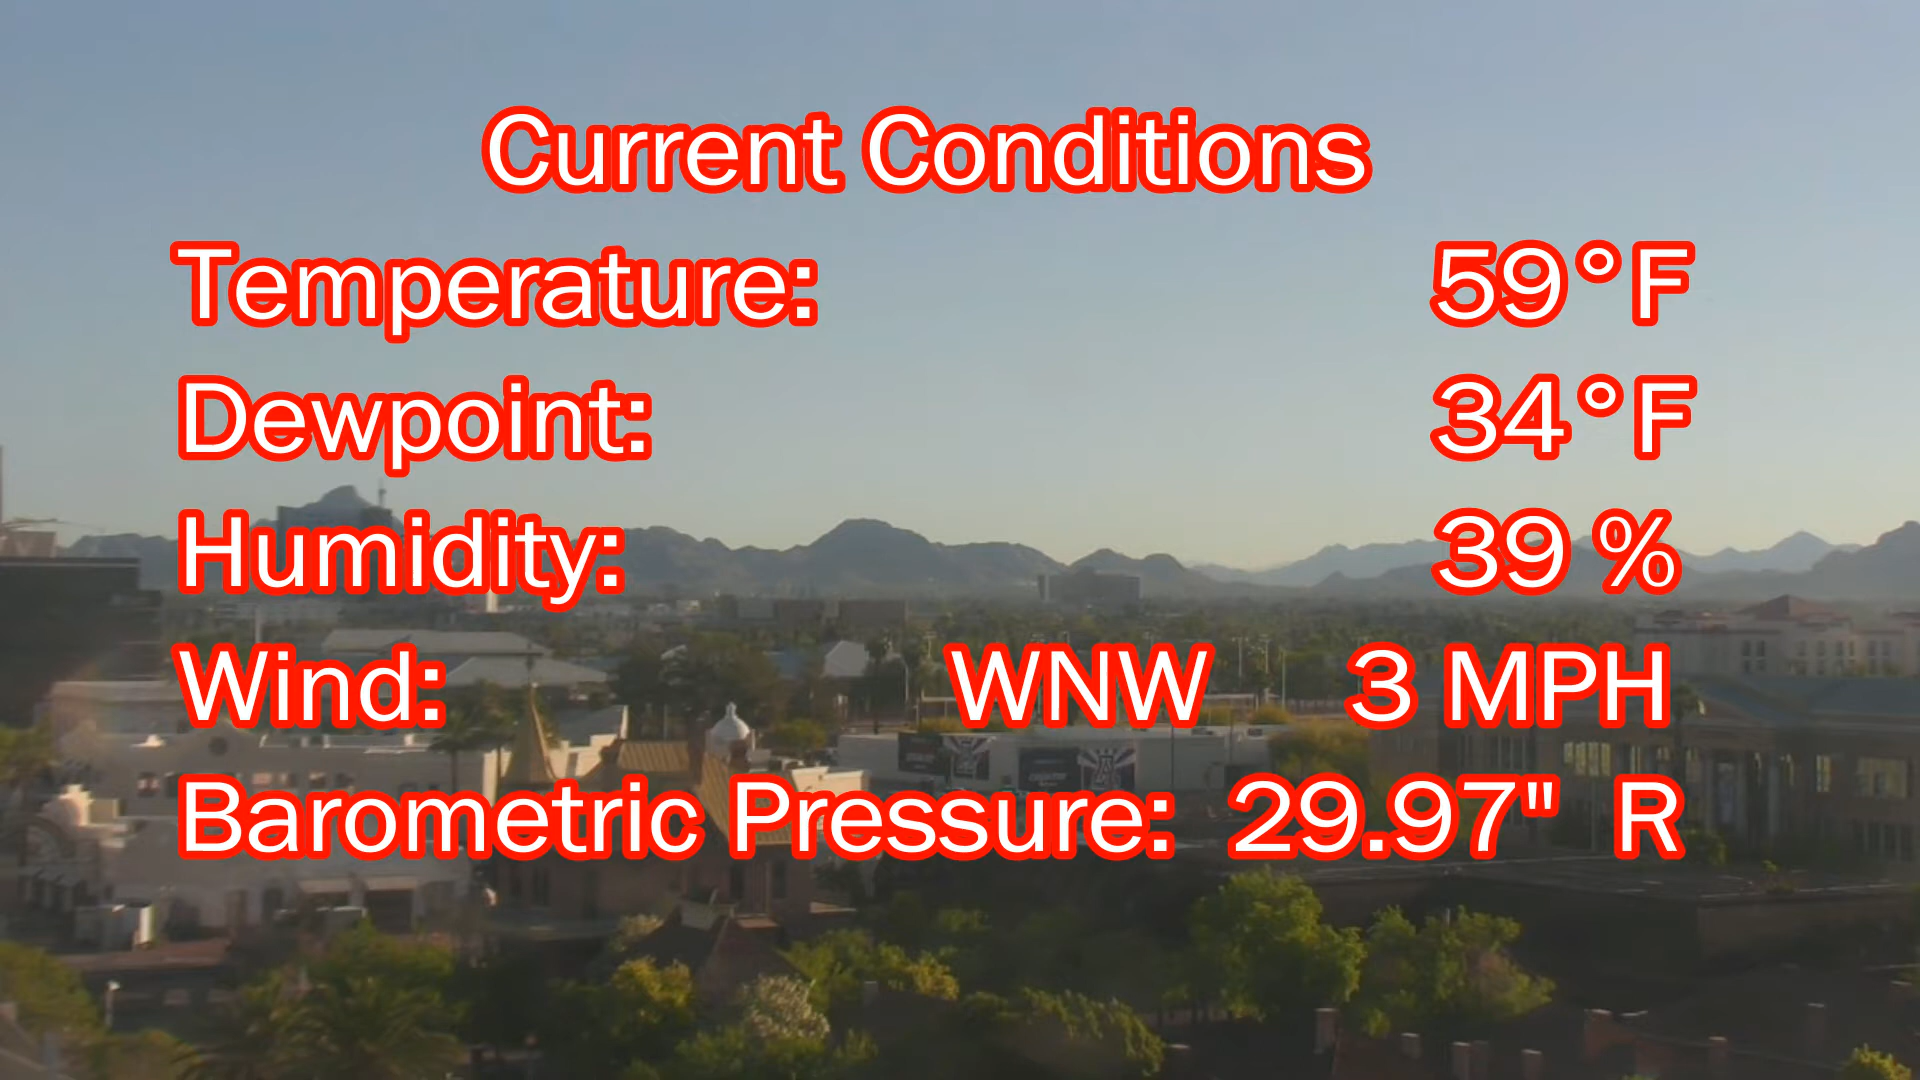 Current Conditions
Temperature: 59°F
Dewpoint: 34°F
Humidity: 39 %
Wind: WNW 3 MPH
Barometric Pressure: 29.97" R